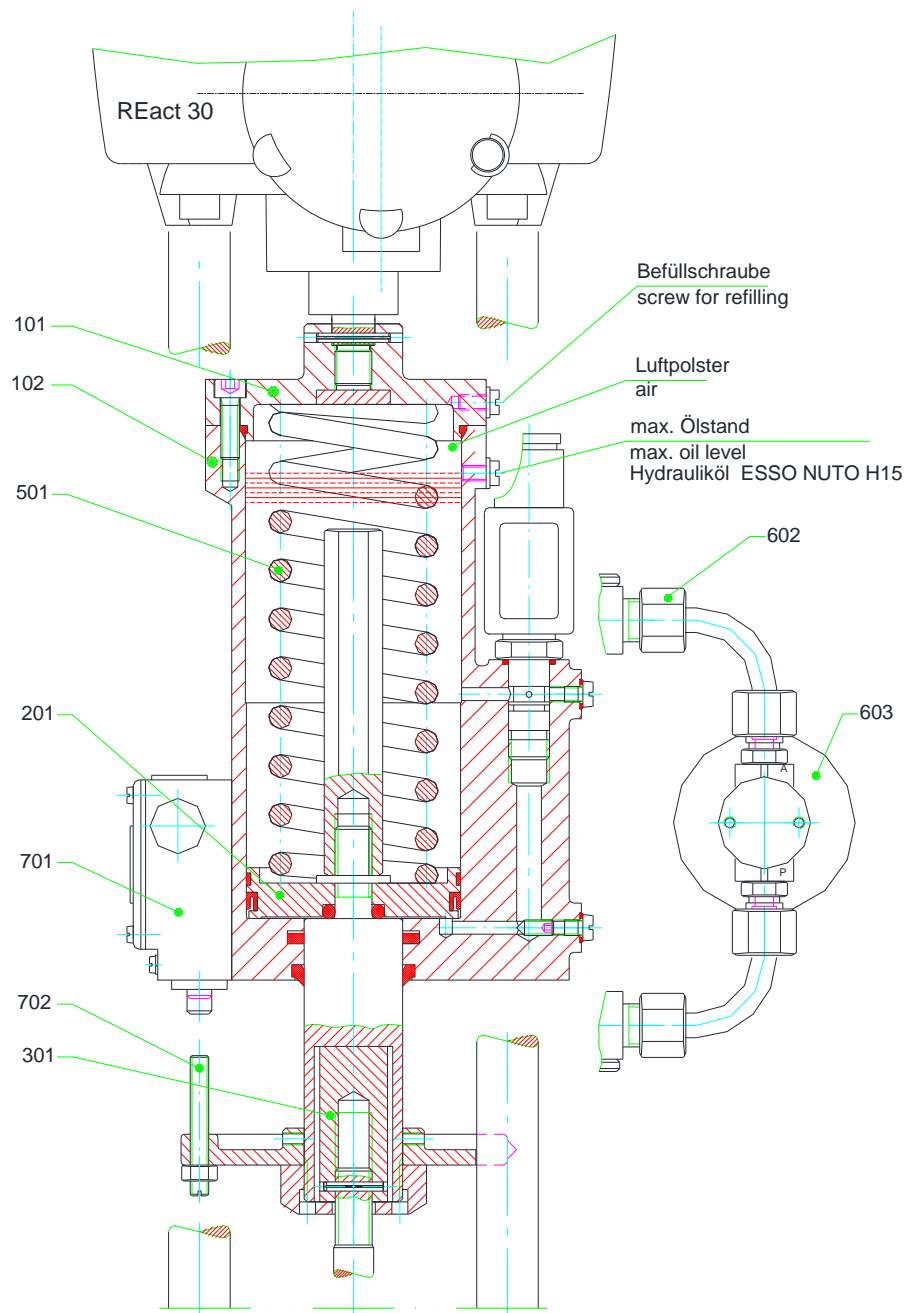 REact 30
Befüllschraube
screw for refilling
101
Luftpolster
air
102
max. Ölstand
max. oil level
Hydrauliköl ESSO NUTO H15
501
602
201
603
A
701
P
702
301